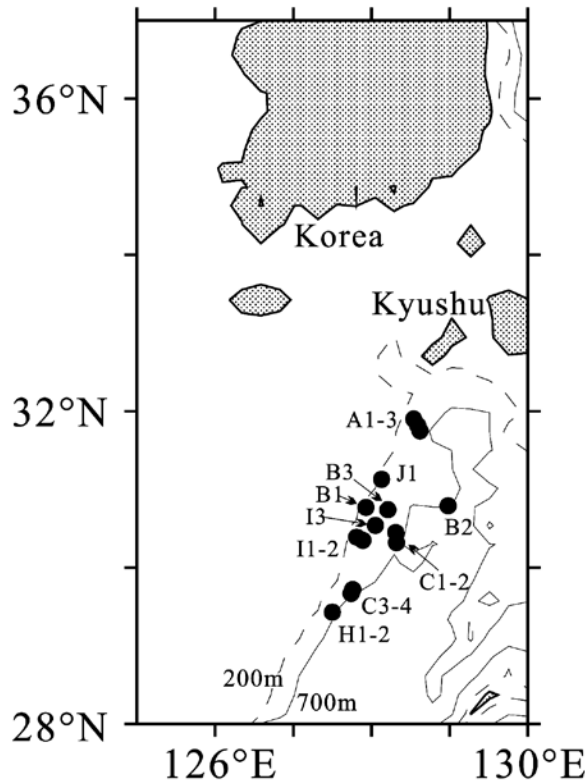 36°N
Korea
Kyushu
32°N
A1-3
B3
J1
B1
I3
B2
I1-2
C1-2
C3-4
H1-2
200m
700m
28°N
126°E
130°E